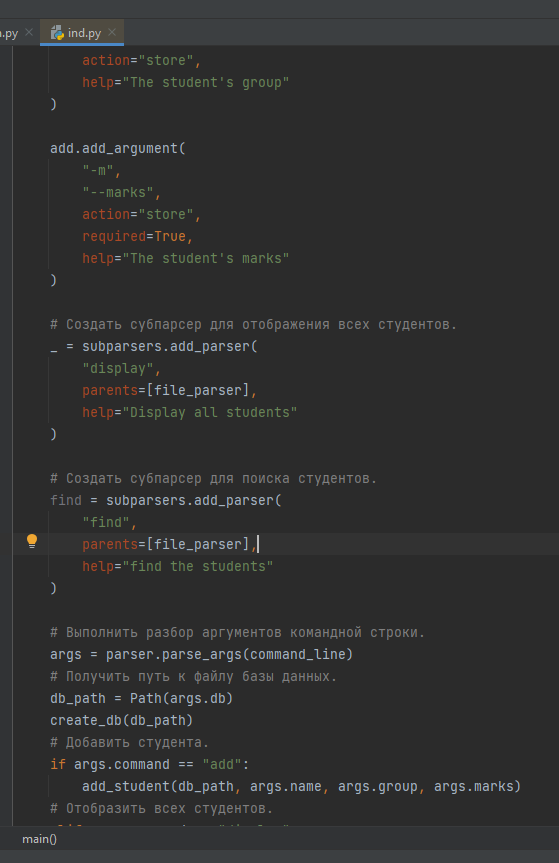 .py × ind.py ×
action="store",
help="The student's group"
)
add.add_argument(
"-m",
"--marks",
action="store",
required=True,
help="The student's marks"
)
# Создать субпарсер для отображения всех студентов.
_ = subparsers.add_parser(
"display",
parents=[file_parser],
help="Display all students"
)
# Создать субпарсер для поиска студентов.
find = subparsers.add_parser(
"find",
parents=[file_parser],
help="find the students"
)
# Выполнить разбор аргументов командной строки.
args = parser.parse_args(command_line)
# Получить путь к файлу базы данных.
db_path = Path(args.db)
create_db(db_path)
# Добавить студента.
if args.command == "add":
add_student(db_path, args.name, args.group, args.marks)
# Отобразить всех студентов.
main()